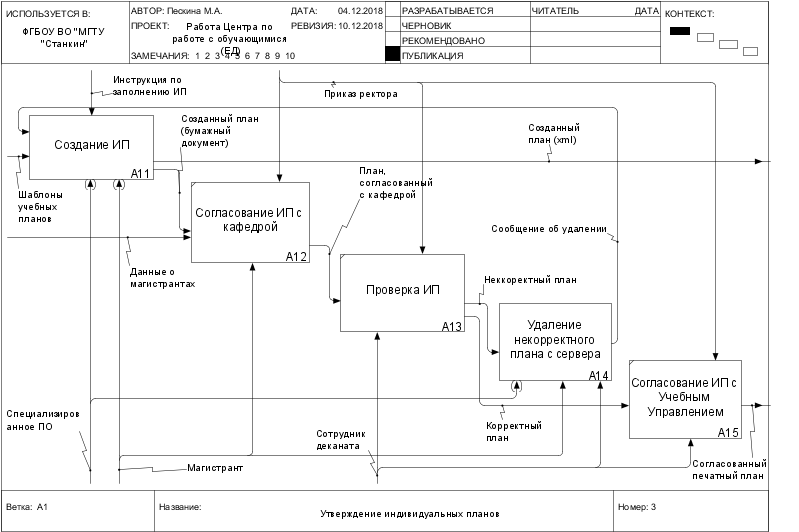 ИСПОЛЬЗУЕТСЯ В:
ФГБОУ ВО "МГТУ
"Станкин"
АВТОР: Пескина М.А.
ДАТА: 04.12.2018
ПРОЕКТ: Работа Центра по
работе с обучающимися
(ЕД)
РЕВИЗИЯ: 10.12.2018
ЗАМЕЧАНИЯ: 1 2 3 4 5 6 7 8 9 10
РАЗРАБАТЫВАЕТСЯ
ЧЕРНОВИК
РЕКОМЕНДОВАНО
ПУБЛИКАЦИЯ
ЧИТАТЕЛЬ
ДАТА
КОНТЕКСТ:
Инструкция по
заполнению ИП
Приказ ректора
Создание ИП
A11
Созданный план
(бумажный
документ)
Созданный
план (xml)
Шаблоны
учебных
планов
План,
согласованный
с кафедрой
Согласование ИП с
кафедрой
A12
Сообщение об удалении
Данные о
магистрантах
Проверка ИП
A13
Неккоректный план
Удаление
некорректного
плана с сервера
A14
Согласование ИП с
Учебным
Управлением
A15
Специализиров
анное ПО
Корректный
план
Сотрудник
деканата
Магистрант
Согласованный
печатный план
Ветка: A1
Название:
Утверждение индивидуальных планов
Номер: 3